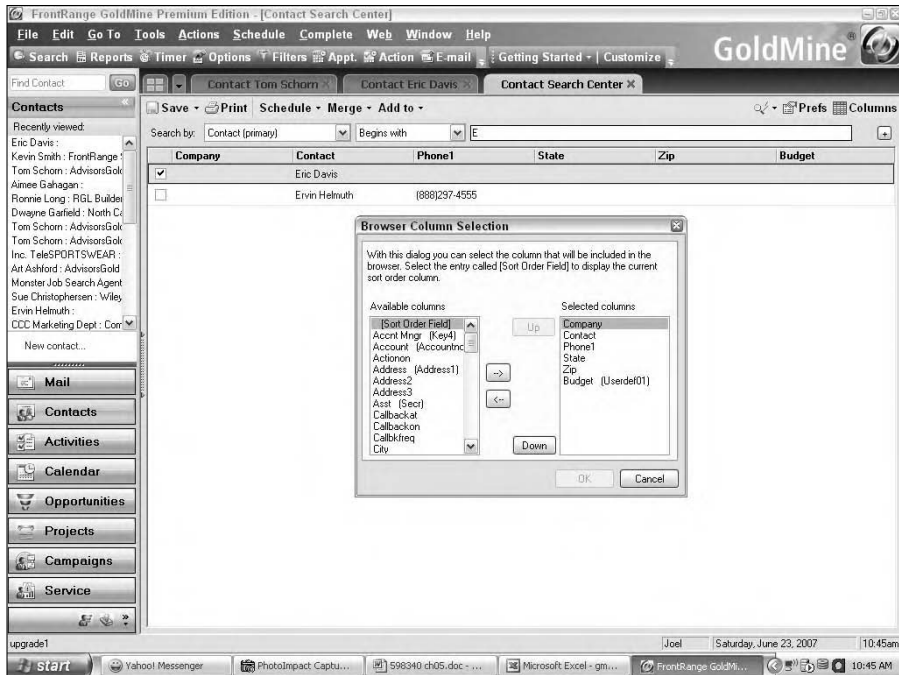 FrontRange GoldMine Premium Edition - [Contact Search Center]
File Edit Go To Tools Actions Schedule Complete Web Window Help
Search Reports Timer Options Filters Appt. Action E-mail Getting Started - Customize
GoldMine®
Find Contact Go
Contact Tom Schorn Contact Eric Davis Contact Search Center
Contacts
Save Print Schedule Merge Add to Prefs Columns
Recently viewed:
Eric Davis :
Kevin Smith : FrontRange
Tom Schorn : AdvisorsGold
Aimee Gahagan :
Ronnie Long : RGL Builder
Dwayne Garfield : North Ca
Tom Schorn : AdvisorsGold
Tom Schorn : AdvisorsGold
Inc. TeleSPORTSWEAR :
Art Ashford : AdvisorsGold
Monster Job Search Agent
Sue Christophersen : Wiley
Ervin Helmuth :
CCC Marketing Dept : Com
New contact...
Search by: Contact (primary) Begins with E
Company Contact Phone1 State Zip Budget
Eric Davis
Ervin Helmuth (888)297-4555
Browser Column Selection
With this dialog you can select the column that will be included in the
browser. Select the entry called [Sort Order Field] to display the current
sort order column.
Available columns
[Sort Order Field]
Accnt Mngr (Key4)
Account (Accountno
Actionon
Address (Address1)
Address2
Address3
Asst (Secr)
Callbackat
Callbackon
Callbkfreq
City
Up
-->
<--
Down
Selected columns
Company
Contact
Phone1
State
Zip
Budget (Userdef01)
OK Cancel
Mail
Contacts
Activities
Calendar
Opportunities
Projects
Campaigns
Service
upgrade1 Joel Saturday, June 23, 2007 10:45am
start Yahoo! Messenger PhotoImpact Captu... 598340 ch05.doc - ... Microsoft Excel - gm... FrontRange GoldMi... 10:45 AM